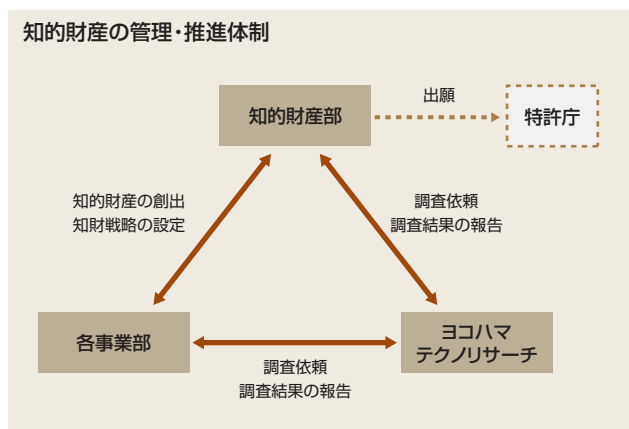 知的財産の管理・推進体制
知的財産部
出願
特許庁
知的財産の創出
知財戦略の設定
調査依頼
調査結果の報告
各事業部
ヨコハマ
テクノリサーチ
調査依頼
調査結果の報告